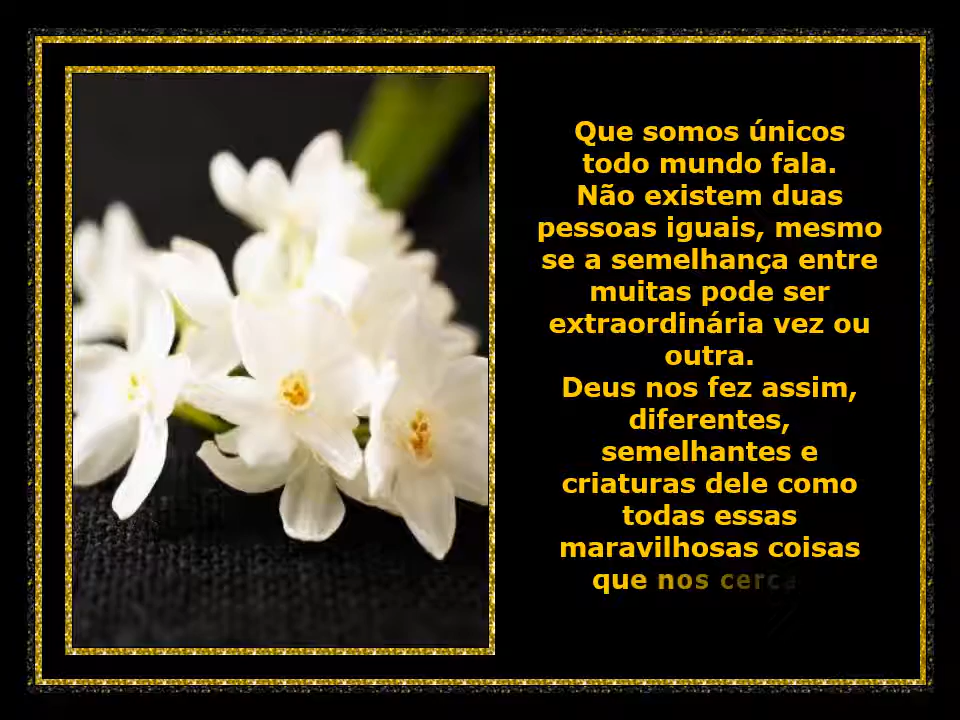 Que somos únicos
todo mundo fala.
Não existem duas
pessoas iguais, mesmo
se a semelhança entre
muitas pode ser
extraordinária vez ou
outra.
Deus nos fez assim,
diferentes,
semelhantes e
criaturas dele como
todas essas
maravilhosas coisas
que nos